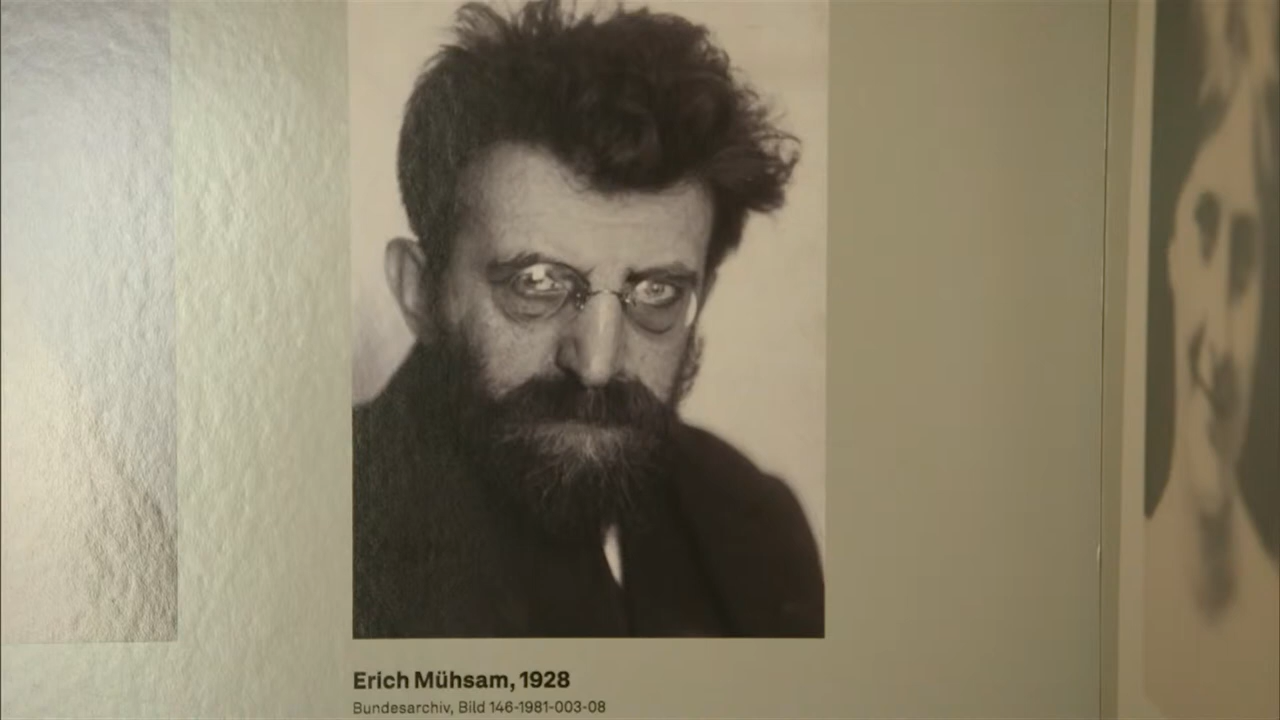 Erich Mühsam, 1928
Bundesarchiv, Bild 146-1981-003-08